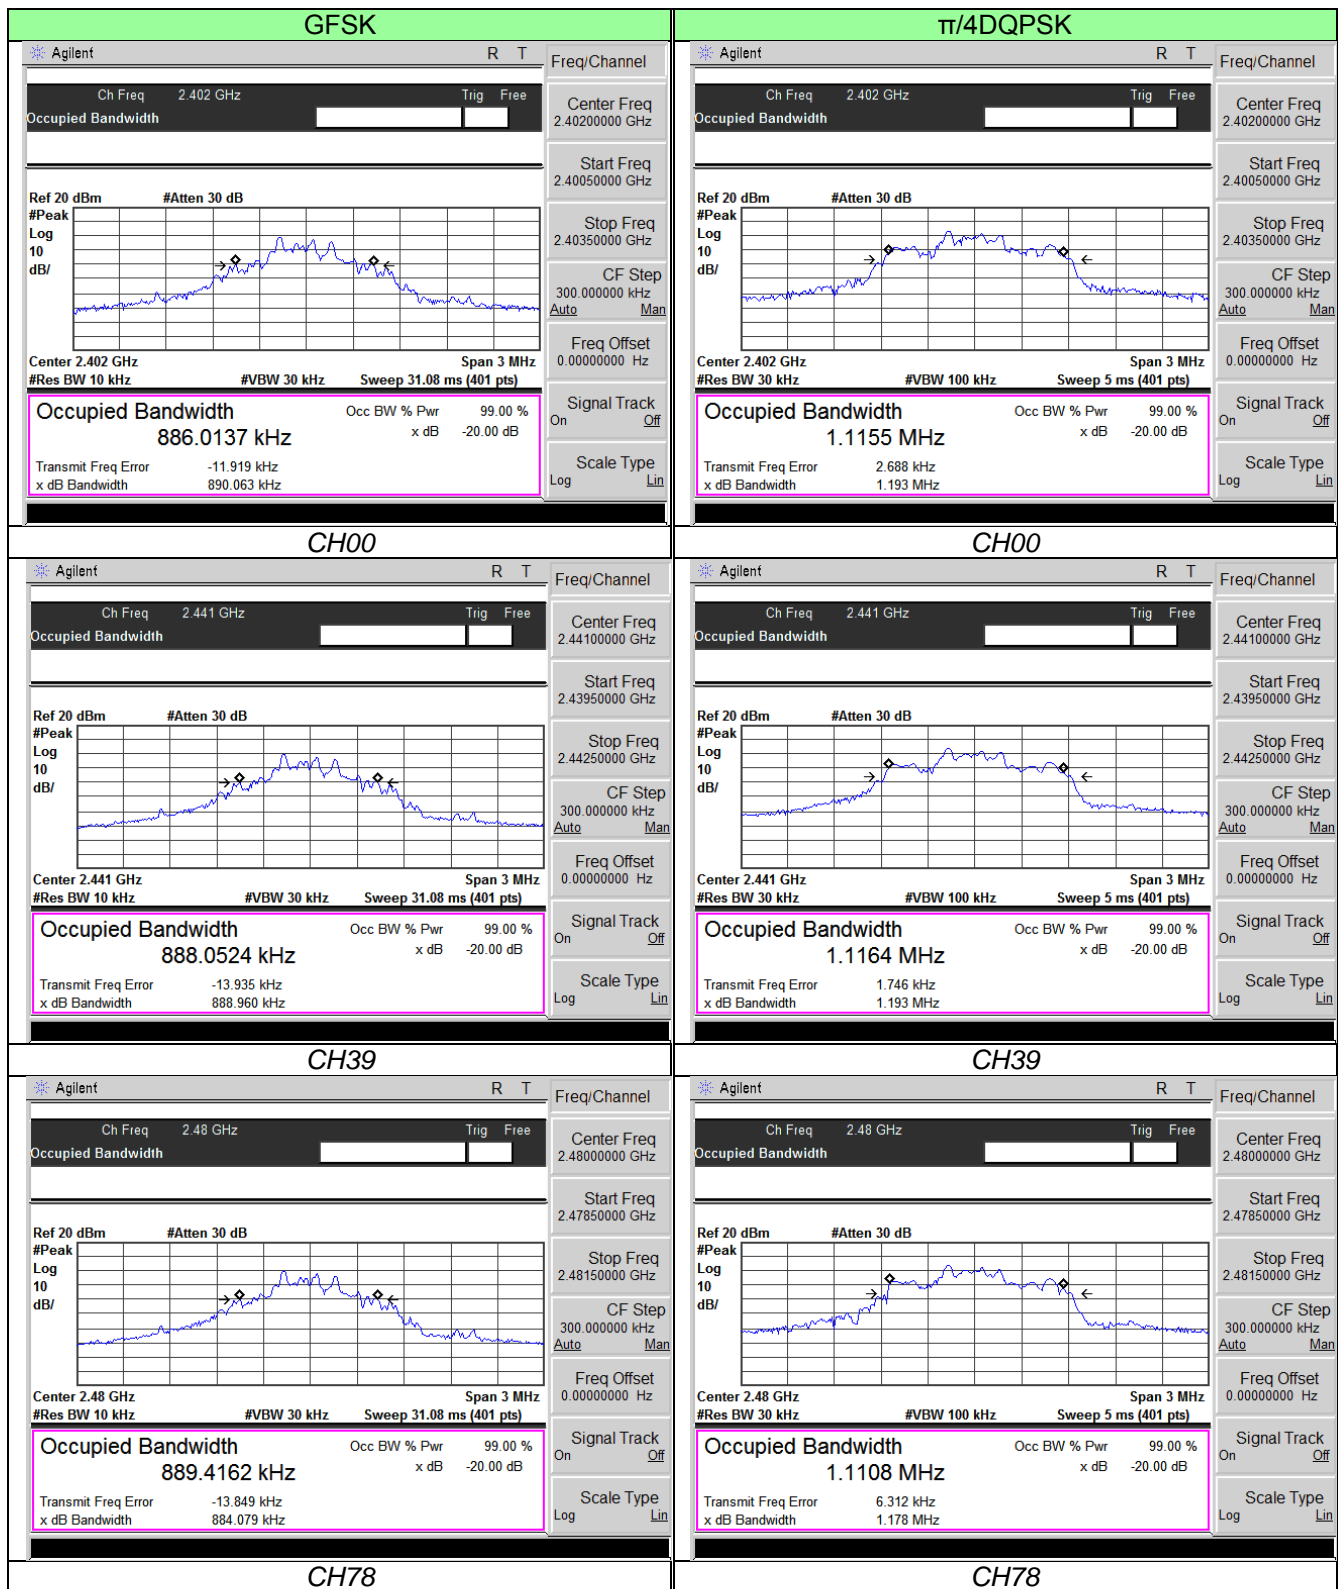 GFSK
Agilent
R T
Freq/Channel
Ch Freq 2.402 GHz Trig Free
Occupied Bandwidth
Center Freq
2.40200000 GHz
Start Freq
2.40050000 GHz
Ref 20 dBm #Atten 30 dB
#Peak
Log
10
dB/
Stop Freq
2.40350000 GHz
CF Step
300.000000 kHz
Auto Man
Freq Offset
0.00000000 Hz
Center 2.402 GHz Span 3 MHz
#Res BW 10 kHz #VBW 30 kHz Sweep 31.08 ms (401 pts)
Signal Track
On Off
Occupied Bandwidth Occ BW % Pwr 99.00 %
886.0137 kHz x dB -20.00 dB
Transmit Freq Error -11.919 kHz
x dB Bandwidth 890.063 kHz
Scale Type
Log Lin
CH00
π/4DQPSK
Agilent
R T
Freq/Channel
Ch Freq 2.402 GHz Trig Free
Occupied Bandwidth
Center Freq
2.40200000 GHz
Start Freq
2.40050000 GHz
Ref 20 dBm #Atten 30 dB
#Peak
Log
10
dB/
Stop Freq
2.40350000 GHz
CF Step
300.000000 kHz
Auto Man
Freq Offset
0.00000000 Hz
Center 2.402 GHz Span 3 MHz
#Res BW 30 kHz #VBW 100 kHz Sweep 5 ms (401 pts)
Signal Track
On Off
Occupied Bandwidth Occ BW % Pwr 99.00 %
1.1155 MHz x dB -20.00 dB
Transmit Freq Error 2.688 kHz
x dB Bandwidth 1.193 MHz
Scale Type
Log Lin
CH00
Agilent
R T
Freq/Channel
Ch Freq 2.441 GHz Trig Free
Occupied Bandwidth
Center Freq
2.44100000 GHz
Start Freq
2.43950000 GHz
Ref 20 dBm #Atten 30 dB
#Peak
Log
10
dB/
Stop Freq
2.44250000 GHz
CF Step
300.000000 kHz
Auto Man
Freq Offset
0.00000000 Hz
Center 2.441 GHz Span 3 MHz
#Res BW 10 kHz #VBW 30 kHz Sweep 31.08 ms (401 pts)
Signal Track
On Off
Occupied Bandwidth Occ BW % Pwr 99.00 %
888.0524 kHz x dB -20.00 dB
Transmit Freq Error -13.935 kHz
x dB Bandwidth 888.960 kHz
Scale Type
Log Lin
CH39
Agilent
R T
Freq/Channel
Ch Freq 2.441 GHz Trig Free
Occupied Bandwidth
Center Freq
2.44100000 GHz
Start Freq
2.43950000 GHz
Ref 20 dBm #Atten 30 dB
#Peak
Log
10
dB/
Stop Freq
2.44250000 GHz
CF Step
300.000000 kHz
Auto Man
Freq Offset
0.00000000 Hz
Center 2.441 GHz Span 3 MHz
#Res BW 30 kHz #VBW 100 kHz Sweep 5 ms (401 pts)
Signal Track
On Off
Occupied Bandwidth Occ BW % Pwr 99.00 %
1.1164 MHz x dB -20.00 dB
Transmit Freq Error 1.746 kHz
x dB Bandwidth 1.193 MHz
Scale Type
Log Lin
CH39
Agilent
R T
Freq/Channel
Ch Freq 2.48 GHz Trig Free
Occupied Bandwidth
Center Freq
2.48000000 GHz
Start Freq
2.47850000 GHz
Ref 20 dBm #Atten 30 dB
#Peak
Log
10
dB/
Stop Freq
2.48150000 GHz
CF Step
300.000000 kHz
Auto Man
Freq Offset
0.00000000 Hz
Center 2.48 GHz Span 3 MHz
#Res BW 10 kHz #VBW 30 kHz Sweep 31.08 ms (401 pts)
Signal Track
On Off
Occupied Bandwidth Occ BW % Pwr 99.00 %
889.4162 kHz x dB -20.00 dB
Transmit Freq Error -13.849 kHz
x dB Bandwidth 884.079 kHz
Scale Type
Log Lin
CH78
Agilent
R T
Freq/Channel
Ch Freq 2.48 GHz Trig Free
Occupied Bandwidth
Center Freq
2.48000000 GHz
Start Freq
2.47850000 GHz
Ref 20 dBm #Atten 30 dB
#Peak
Log
10
dB/
Stop Freq
2.48150000 GHz
CF Step
300.000000 kHz
Auto Man
Freq Offset
0.00000000 Hz
Center 2.48 GHz Span 3 MHz
#Res BW 30 kHz #VBW 100 kHz Sweep 5 ms (401 pts)
Signal Track
On Off
Occupied Bandwidth Occ BW % Pwr 99.00 %
1.1108 MHz x dB -20.00 dB
Transmit Freq Error 6.312 kHz
x dB Bandwidth 1.178 MHz
Scale Type
Log Lin
CH78